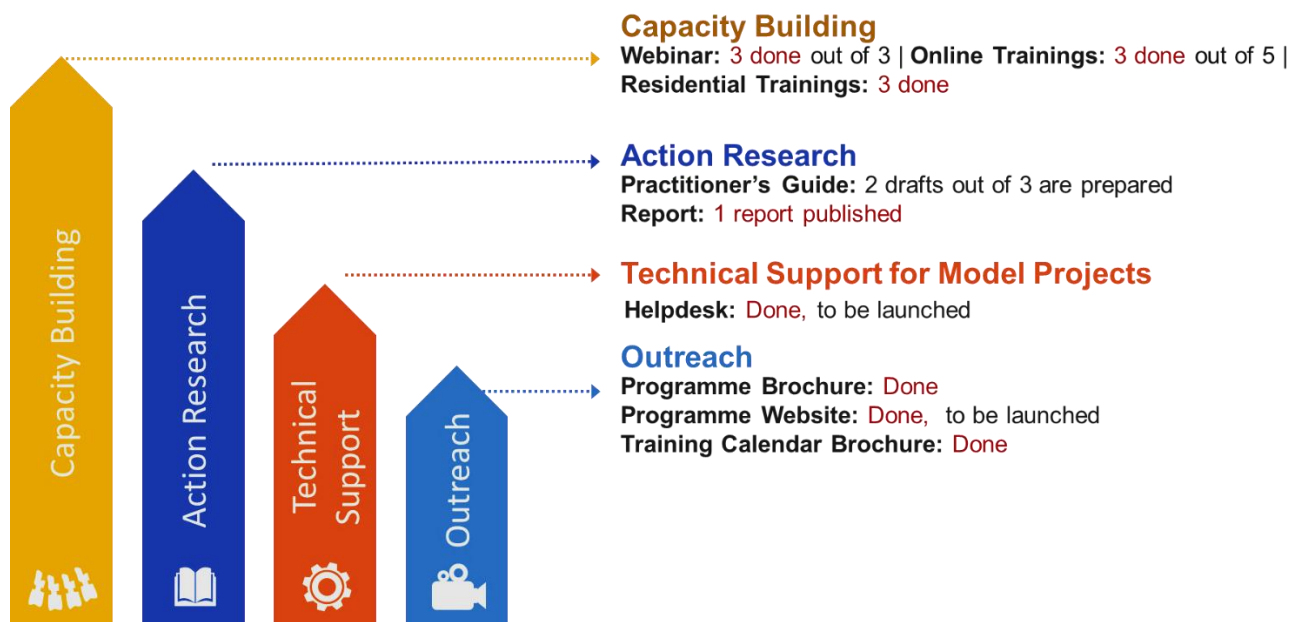 Capacity Building
Webinar: 3 done out of 3 | Online Trainings: 3 done out of 5 |
Residential Trainings: 3 done
Action Research
Practitioner’s Guide: 2 drafts out of 3 are prepared
Report: 1 report published
Technical Support for Model Projects
Helpdesk: Done, to be launched
Outreach
Programme Brochure: Done
Programme Website: Done, to be launched
Training Calendar Brochure: Done
Capacity Building
Action Research
Technical
Support
Outreach